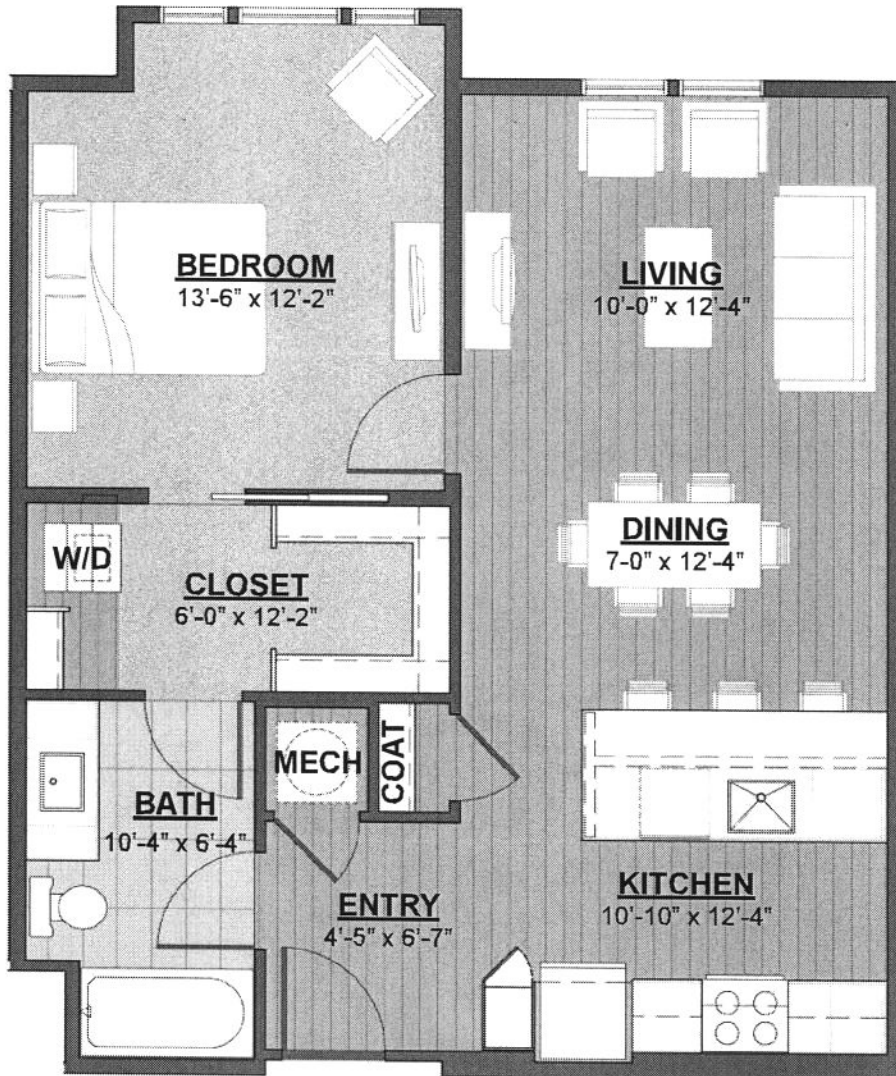 BEDROOM
13'-6" x 12'-2"
LIVING
10'-0" x 12'-4"
DINING
7-0" x 12'-4"
W/D
CLOSET
6'-0" x 12'-2"
MECH
COAT
BATH
10'-4" x 6'-4"
ENTRY
4'-5" x 6'-7"
KITCHEN
10'-10" x 12'-4"